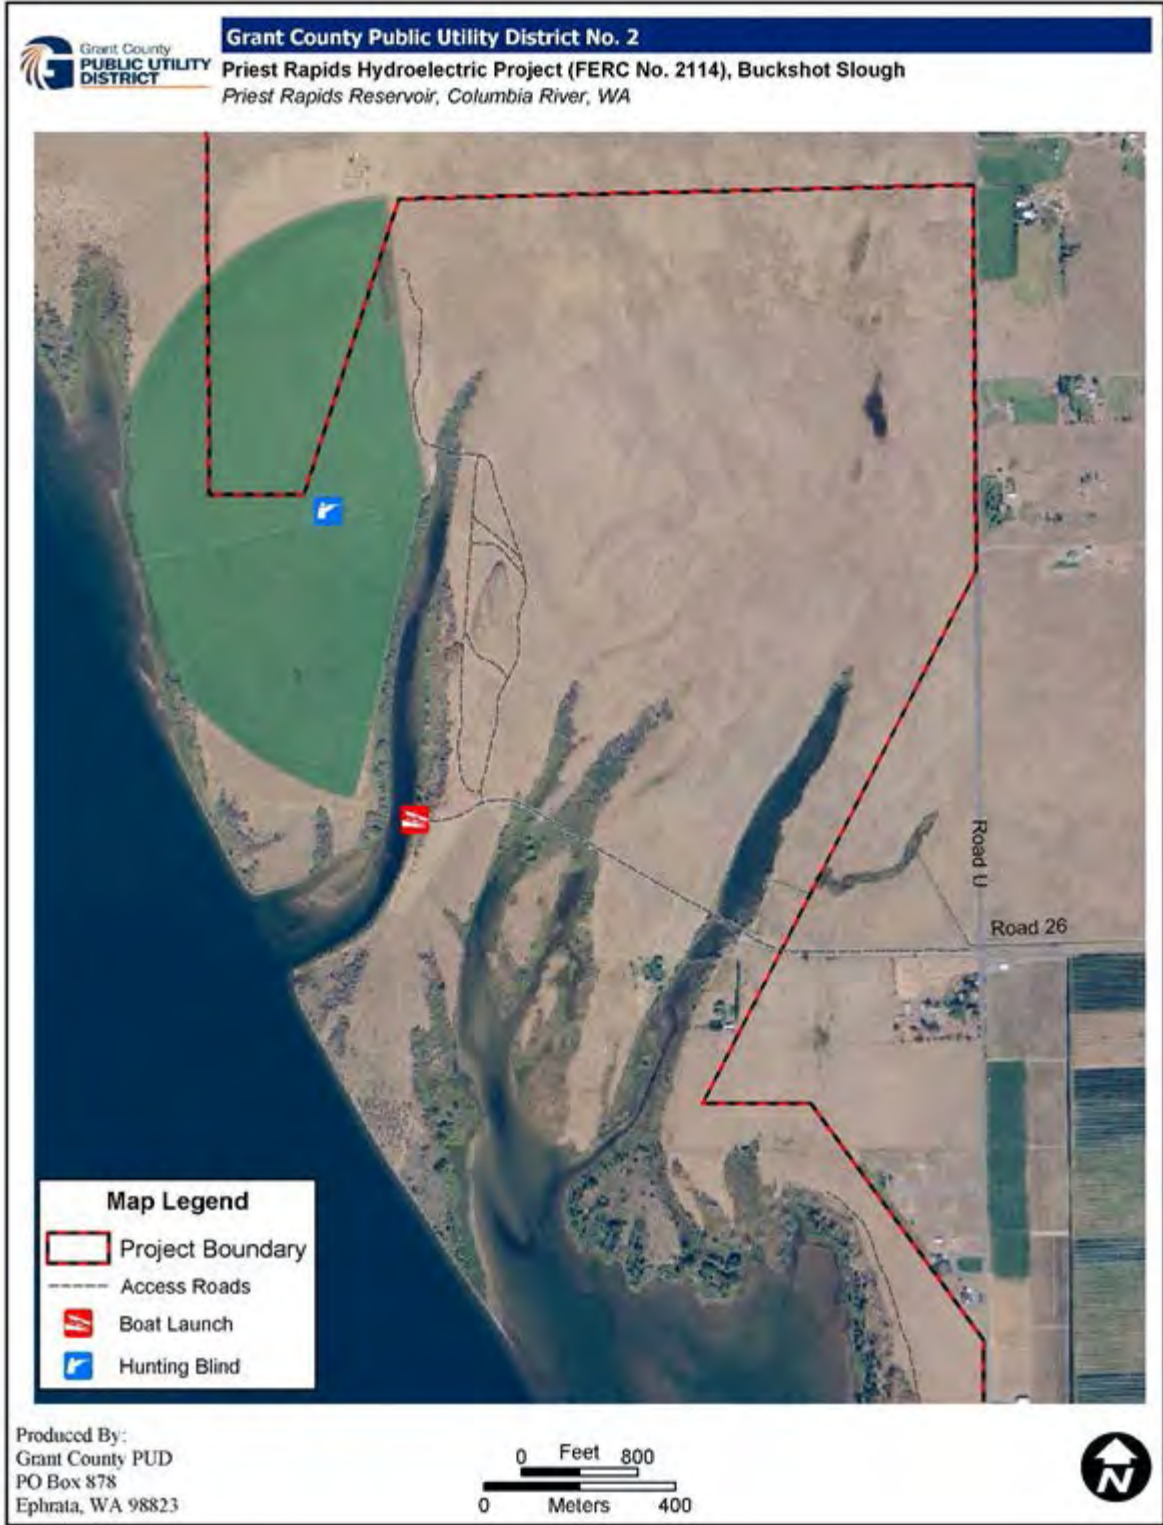 Grant County
PUBLIC UTILITY
DISTRICT
Grant County Public Utility District No. 2
Priest Rapids Hydroelectric Project (FERC No. 2114), Buckshot Slough
Priest Rapids Reservoir, Columbia River, WA
Road U
Road 26
Map Legend
Project Boundary
Access Roads
Boat Launch
Hunting Blind
Produced By:
Grant County PUD
PO Box 878
Ephrata, WA 98823
0 Feet 800
0 Meters 400
N